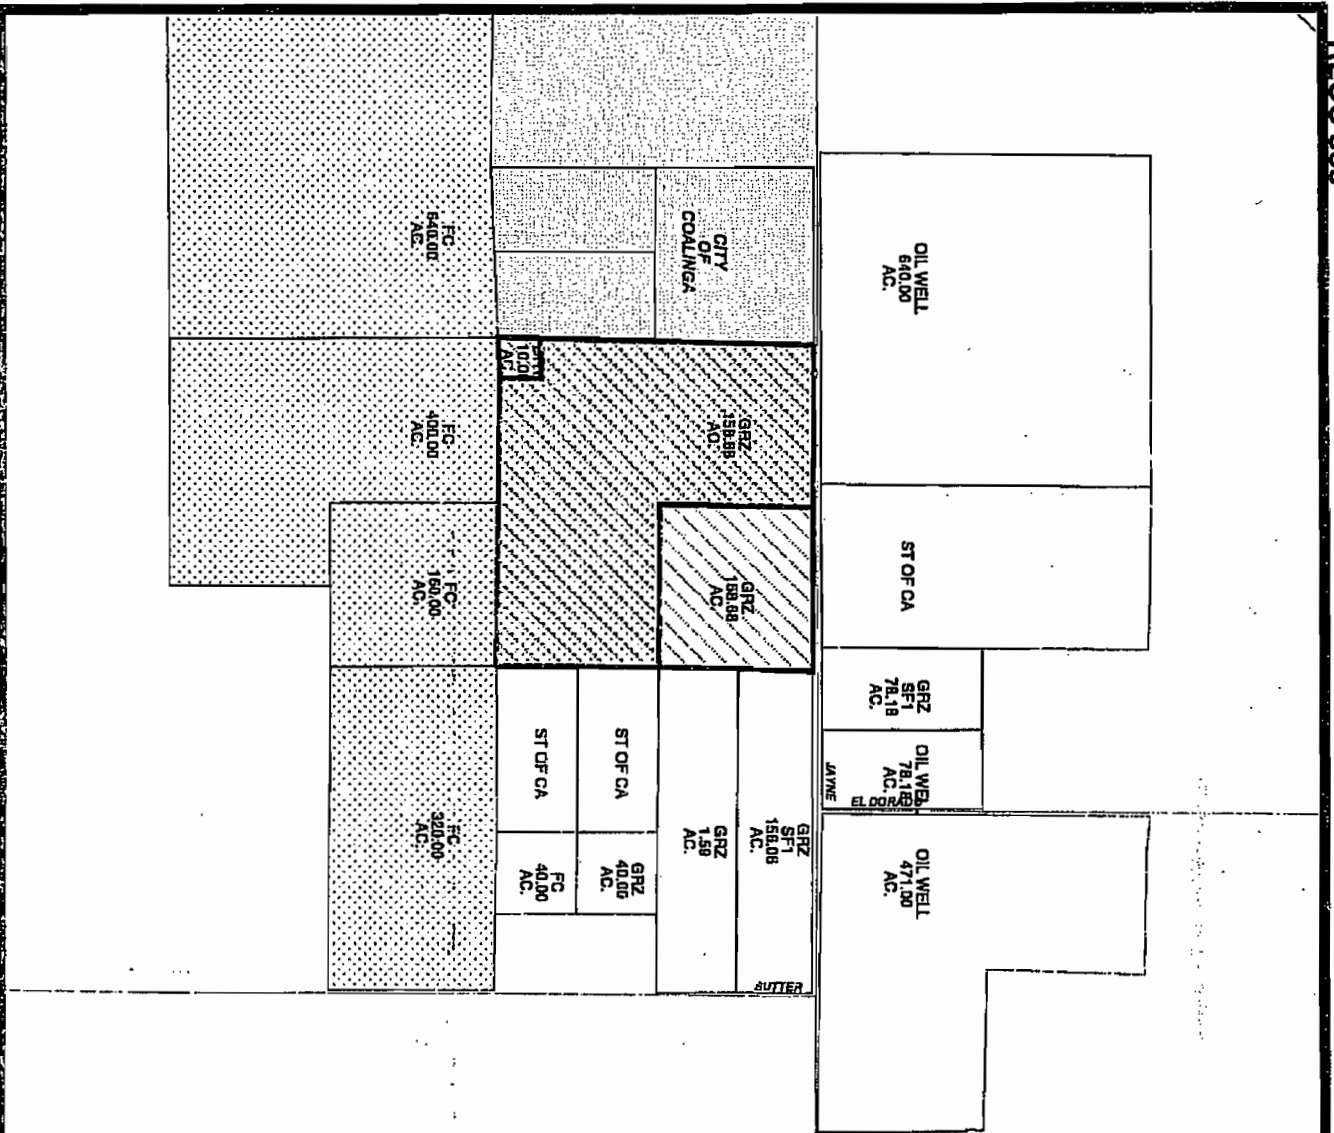 CITY
OF
COALINGA
OIL WELL
640.00
AC.
FC
640.00
AC.
10.0
AC.
GRZ
AC.
FC
400.00
AC.
GRZ
158.68
AC.
ST OF CA
FC
160.00
AC.
GRZ
SF1
78.18
AC.
OIL WEL
78.18
AC.
JAYNE
EL DORADO
ST OF CA
ST OF CA
GRZ
SF1
156.06
AC.
GRZ
1.59
AC.
GRZ
40.00
AC.
FC
40.00
AC.
FC
320.00
AC.
OIL WELL
471.00
AC.
SUTTER